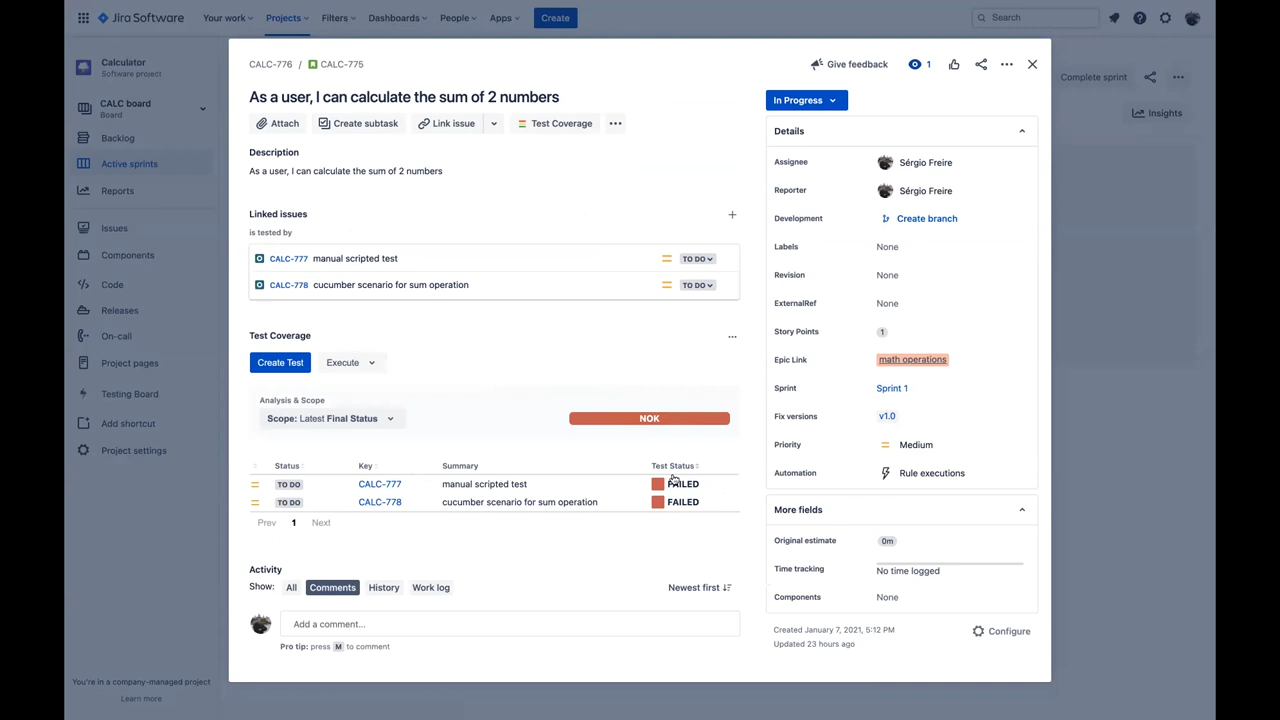 Jira Software Your work Projects Filters Dashboards People Apps Create Search
Calculator
Software project
CALC board
Board
Backlog
Active sprints
Reports
Issues
Components
Code
Releases
On-call
Project pages
Testing Board
Add shortcut
Project settings
You're in a company-managed project
Learn more
Complete sprint
Insights
CALC-776 / CALC-775
Give feedback 1
As a user, I can calculate the sum of 2 numbers
Attach Create subtask Link issue Test Coverage
Description
As a user, I can calculate the sum of 2 numbers
Linked issues
is tested by
CALC-777 manual scripted test TO DO
CALC-778 cucumber scenario for sum operation TO DO
Test Coverage
Create Test Execute
Analysis & Scope
Scope: Latest Final Status NOK
Status Key Summary Test Status
TO DO CALC-777 manual scripted test FAILED
TO DO CALC-778 cucumber scenario for sum operation FAILED
Prev 1 Next
Activity
Show: All Comments History Work log Newest first
Add a comment...
Pro tip: press M to comment
In Progress
Details
Assignee Sérgio Freire
Reporter Sérgio Freire
Development Create branch
Labels None
Revision None
ExternalRef None
Story Points 1
Epic Link math operations
Sprint Sprint 1
Fix versions v1.0
Priority Medium
Automation Rule executions
More fields
Original estimate 0m
Time tracking No time logged
Components None
Created January 7, 2021, 5:12 PM
Updated 23 hours ago
Configure